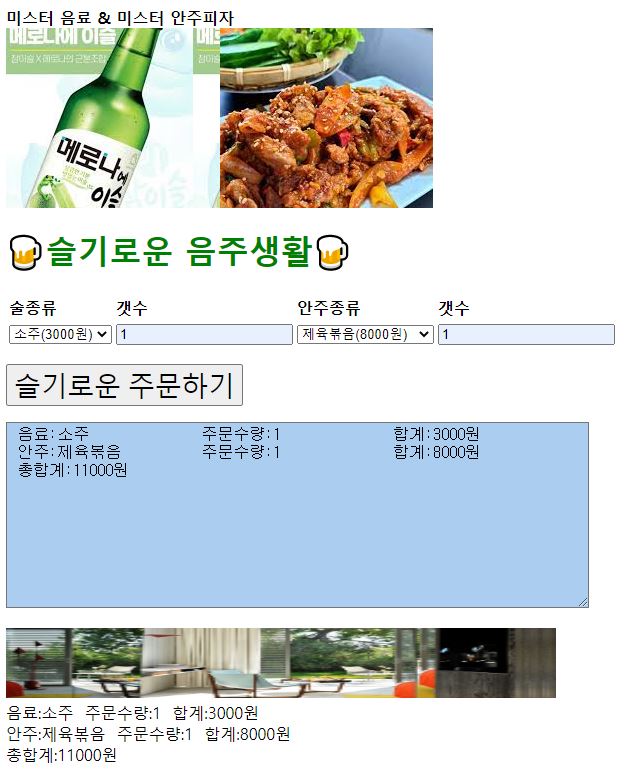 미스터 음료 & 미스터 안주피자
메로나에 이슬
참이슬 X 메로나의 근본조합
메로나에
이슬
슬기로운 음주생활
술종류 갯수 안주종류 갯수
소주(3000원) 1 제육볶음(8000원) 1
슬기로운 주문하기
음료:소주 주문수량:1 합계:3000원
안주:제육볶음 주문수량:1 합계:8000원
총합계:11000원
음료:소주 주문수량:1 합계:3000원
안주:제육볶음 주문수량:1 합계:8000원
총합계:11000원